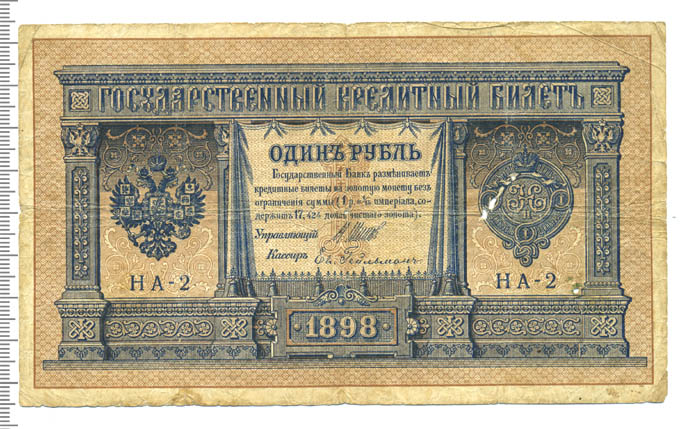 ГОСУДАРСТВЕННЫЙ КРЕДИТНЫЙ БИЛЕТЪ
ОДИНЪ РУБЛЬ
Государственный Банкъ размѣниваетъ
кредитные билеты на золотую монету безъ
ограниченія суммы (1 р. = 1/15 имперіала, со-
держитъ 17,424 долей чистаго золота).
Управляющій
Кассиръ
НА-2
НА-2
1898